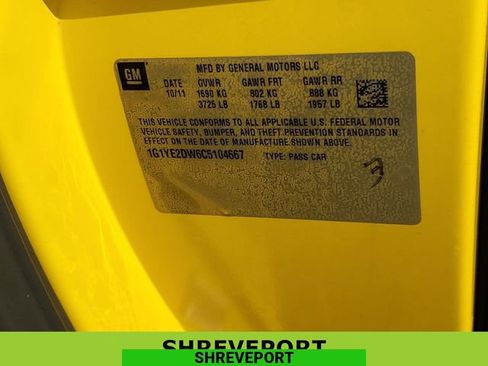 GM
MFD BY GENERAL MOTORS LLC
DATE GVWR GAWR FRT GAWR RR
10/11 1690 KG 802 KG 888 KG
3725 LB 1768 LB 1957 LB
THIS VEHICLE CONFORMS TO ALL APPLICABLE U.S. FEDERAL MOTOR
VEHICLE SAFETY, BUMPER, AND THEFT PREVENTION STANDARDS IN
EFFECT ON THE DATE OF MANUFACTURE SHOWN ABOVE.
1G1YE2DW6C5104667 TYPE: PASS CAR
SHREVEPORT
SHREVEPORT